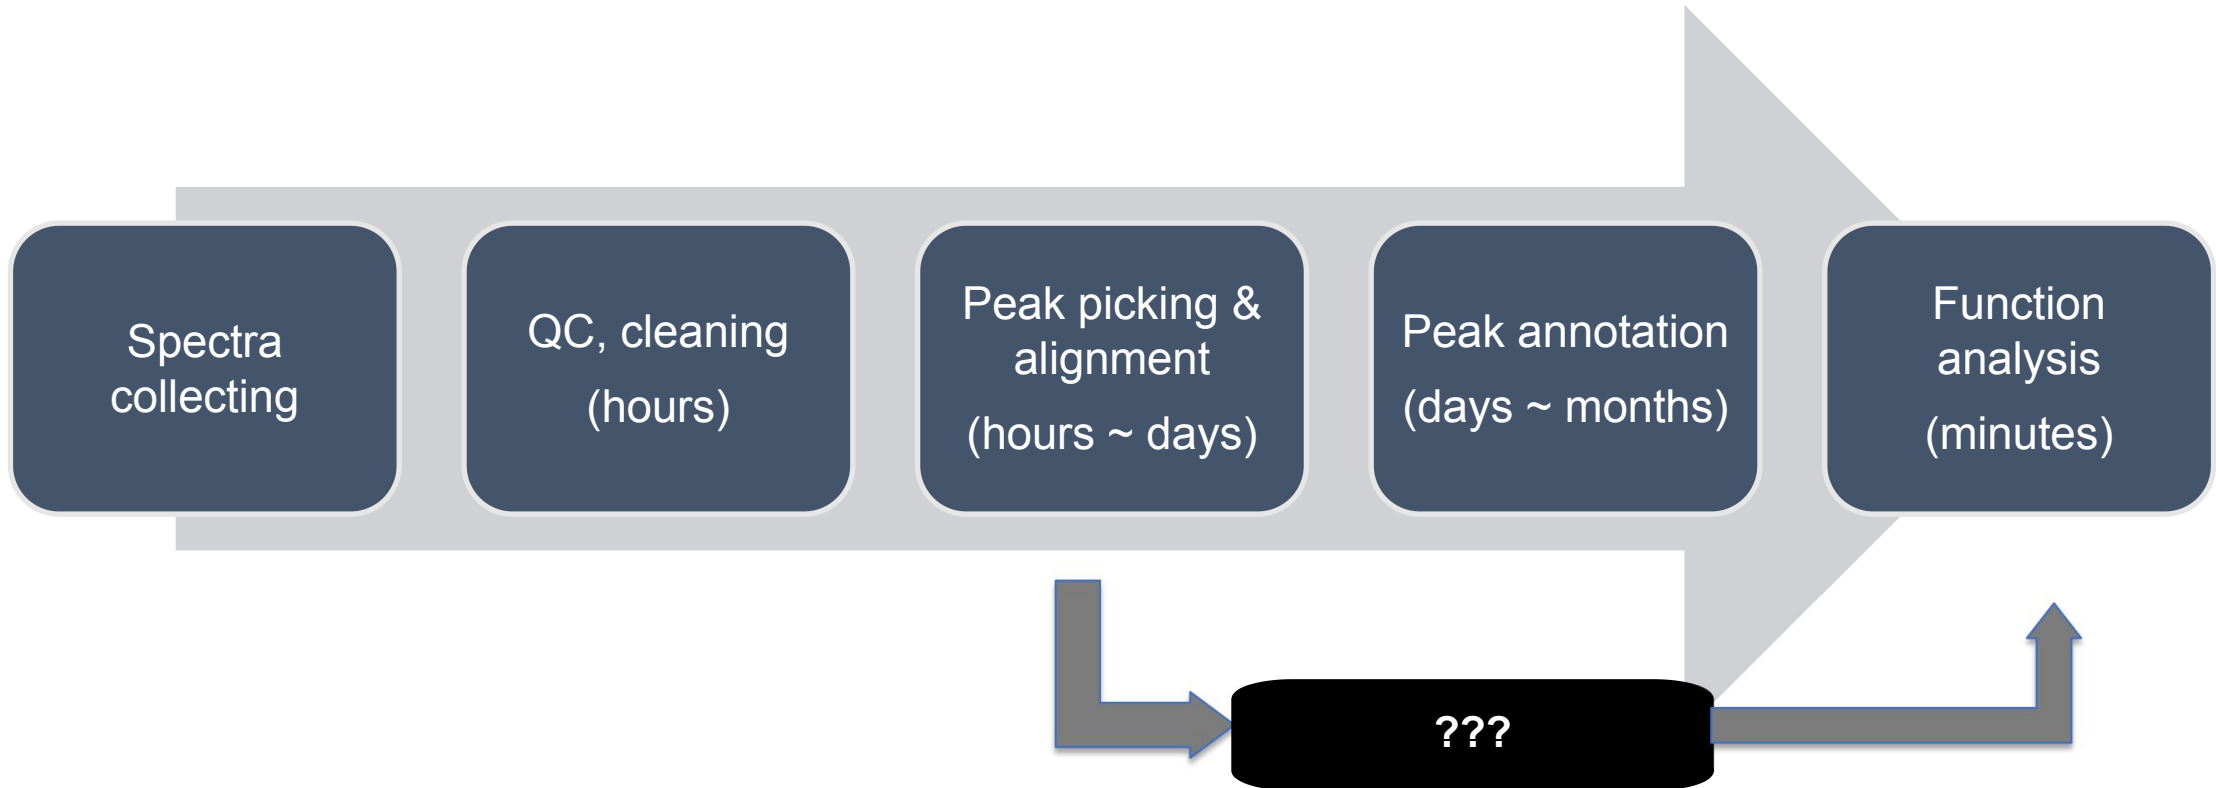 Spectra
collecting
QC, cleaning
(hours)
Peak picking &
alignment
(hours ~ days)
Peak annotation
(days ~ months)
Function
analysis
(minutes)
???